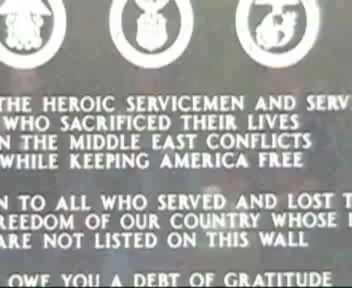 THE HEROIC SERVICEMEN AND SERV
WHO SACRIFICED THEIR LIVES
N THE MIDDLE EAST CONFLICTS
WHILE KEEPING AMERICA FREE
N TO ALL WHO SERVED AND LOST T
REEDOM OF OUR COUNTRY WHOSE
ARE NOT LISTED ON THIS WALL
OWE YOU A DEBT OF GRATITUDE